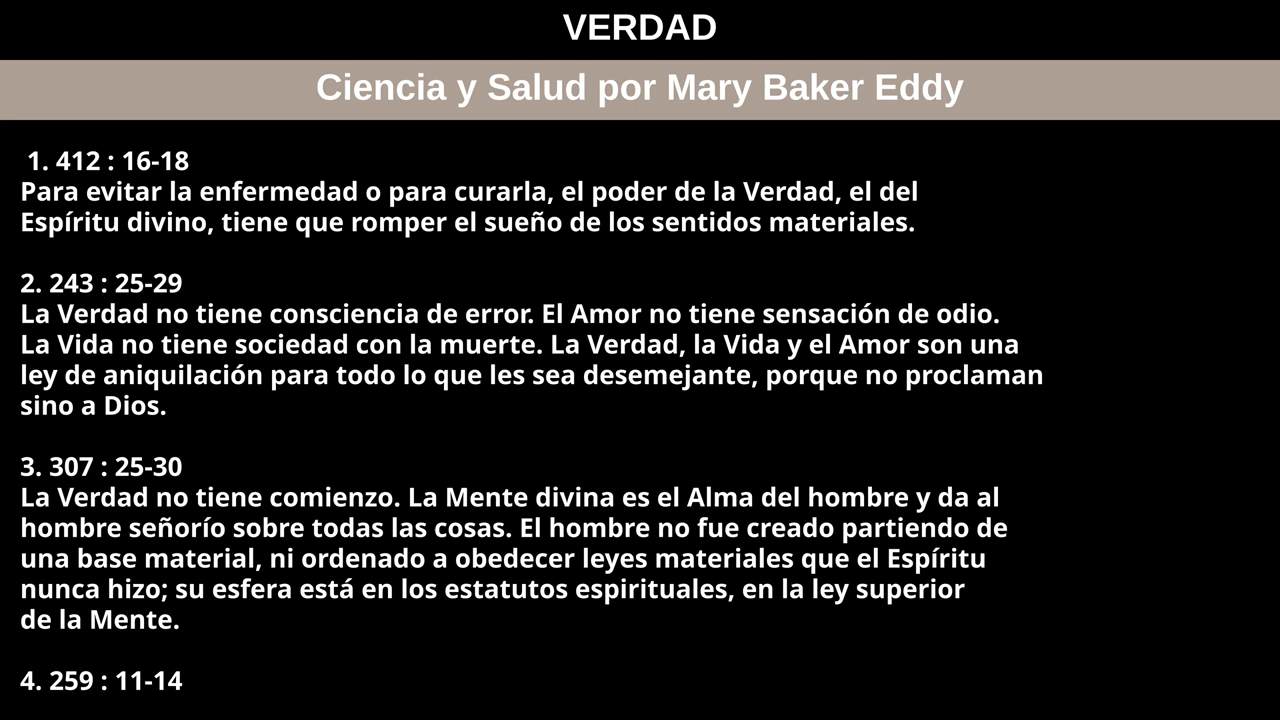 VERDAD
Ciencia y Salud por Mary Baker Eddy
1. 412 : 16-18
Para evitar la enfermedad o para curarla, el poder de la Verdad, el del
Espíritu divino, tiene que romper el sueño de los sentidos materiales.
2. 243 : 25-29
La Verdad no tiene consciencia de error. El Amor no tiene sensación de odio.
La Vida no tiene sociedad con la muerte. La Verdad, la Vida y el Amor son una
ley de aniquilación para todo lo que les sea desemejante, porque no proclaman
sino a Dios.
3. 307 : 25-30
La Verdad no tiene comienzo. La Mente divina es el Alma del hombre y da al
hombre señorío sobre todas las cosas. El hombre no fue creado partiendo de
una base material, ni ordenado a obedecer leyes materiales que el Espíritu
nunca hizo; su esfera está en los estatutos espirituales, en la ley superior
de la Mente.
4. 259 : 11-14